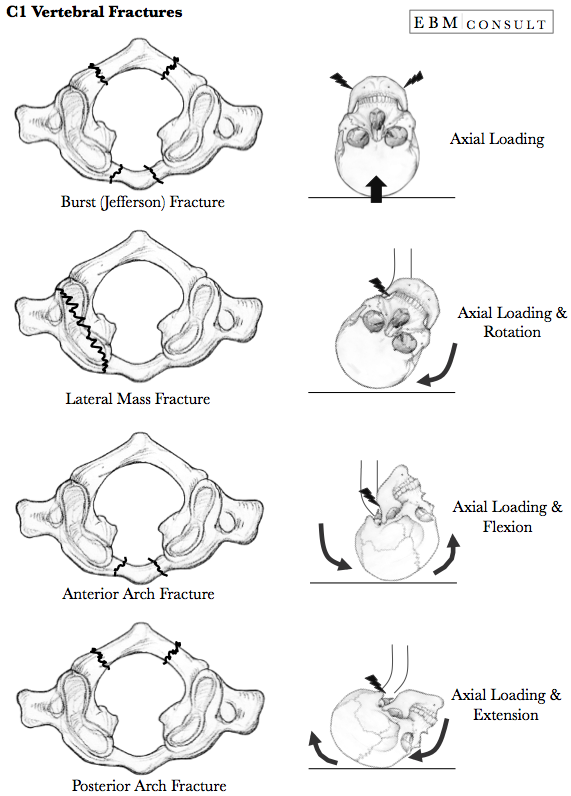 C1 Vertebral Fractures
EBM CONSULT
Axial Loading
Burst (Jefferson) Fracture
Axial Loading &
Rotation
Lateral Mass Fracture
Axial Loading &
Flexion
Anterior Arch Fracture
Axial Loading &
Extension
Posterior Arch Fracture